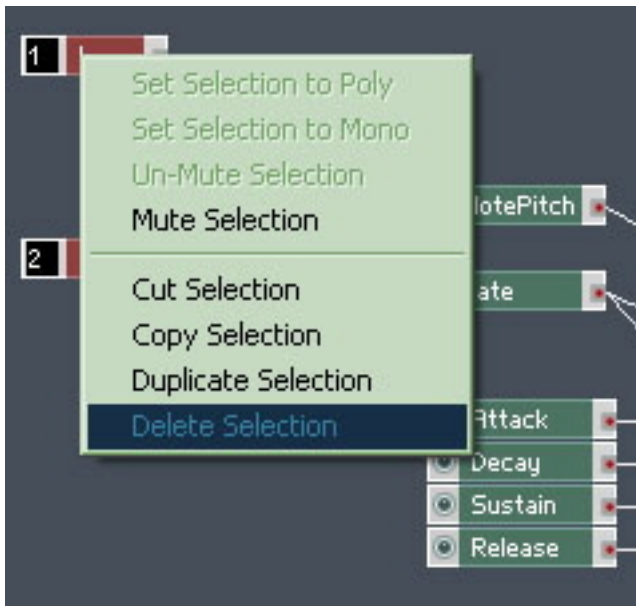 1
Set Selection to Poly
Set Selection to Mono
Un-Mute Selection
Mute Selection
2
Cut Selection
Copy Selection
Duplicate Selection
Delete Selection
lotePitch
ate
Attack
Decay
Sustain
Release